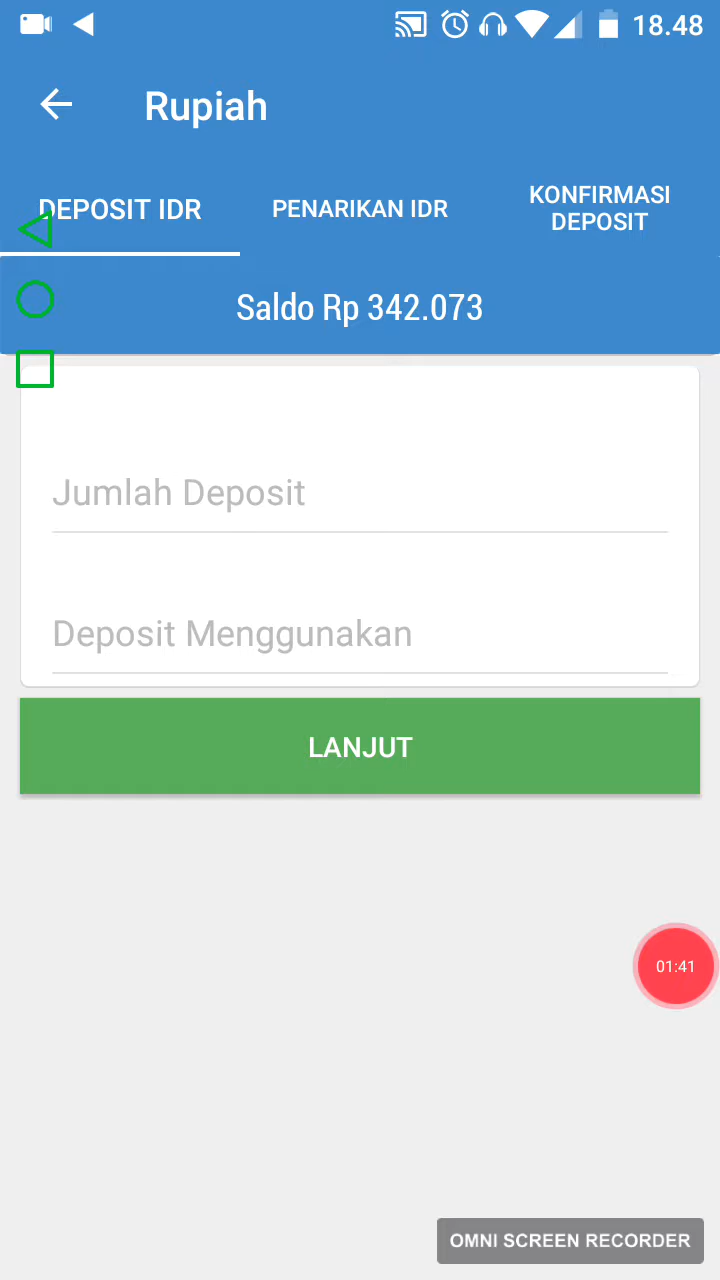 18.48
Rupiah
DEPOSIT IDR
PENARIKAN IDR
KONFIRMASI
DEPOSIT
Saldo Rp 342.073
Jumlah Deposit
Deposit Menggunakan
LANJUT
01:41
OMNI SCREEN RECORDER